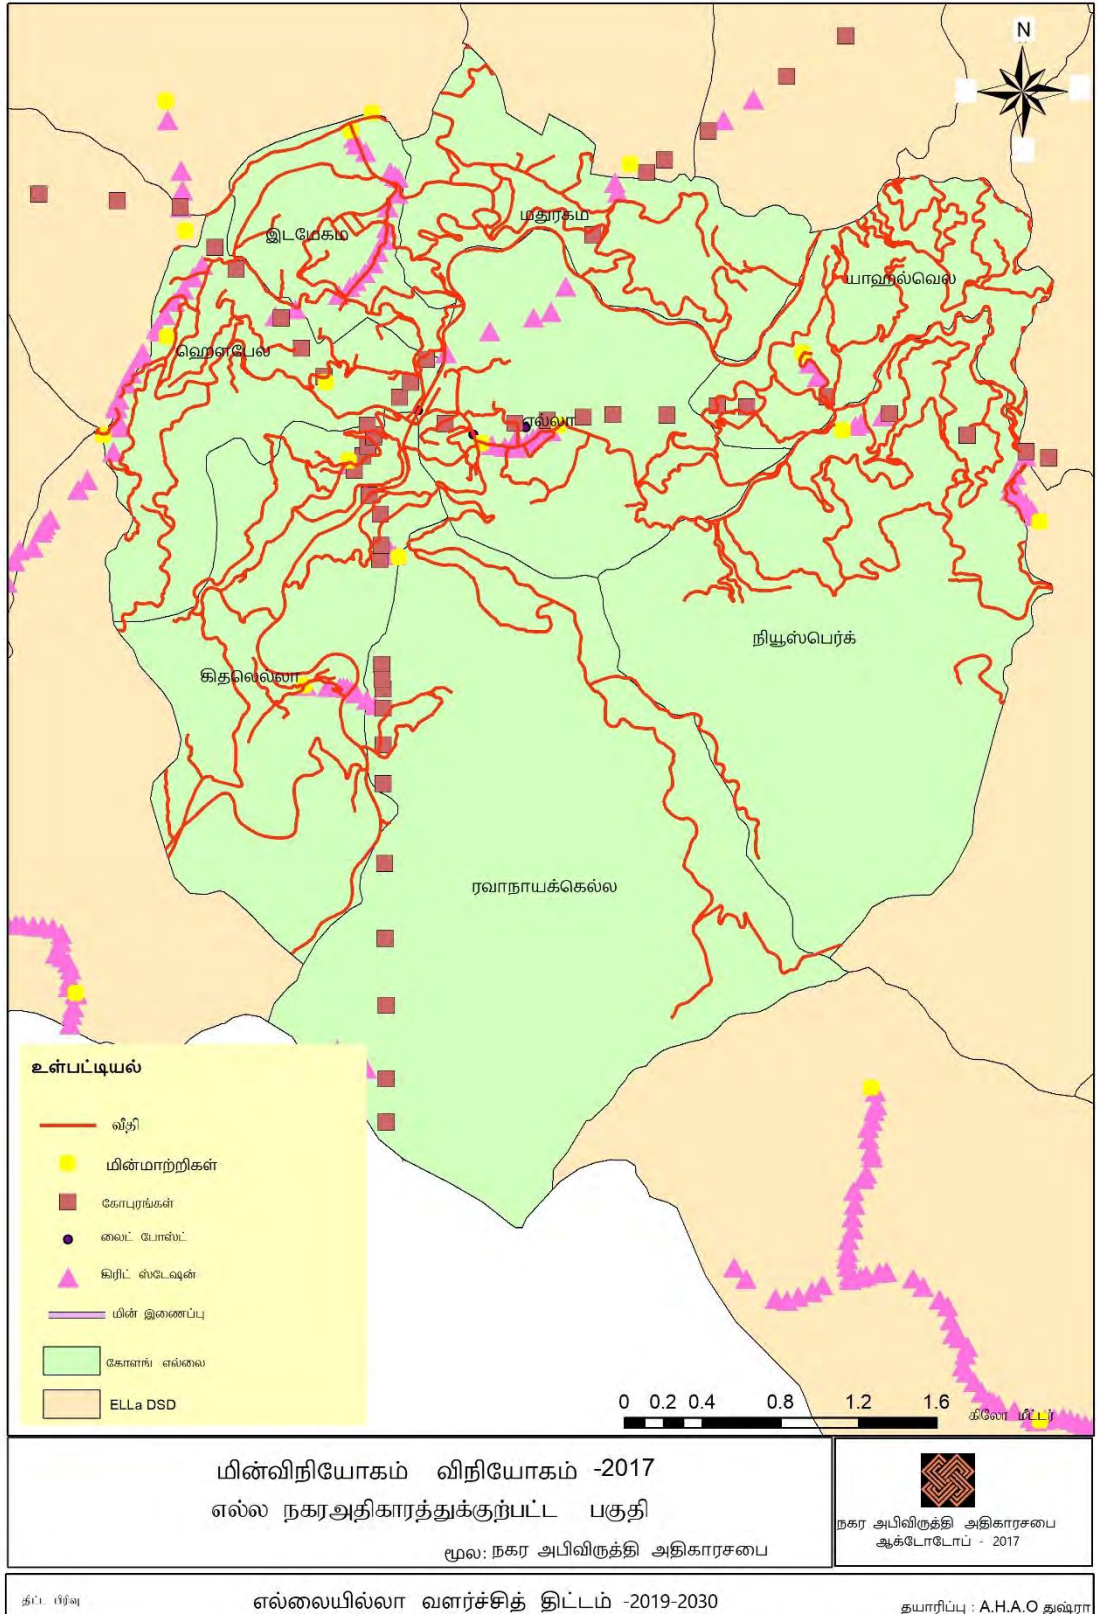 N
மதுரகம
இடமேகம
யாஹல்வெல
ஹௌபேல
எல்லா
நியூஸ்பெர்க்
கிதலெல்லா
ரவாநாயக்கெல்ல
உள்பட்டியல்
வீதி
மின்மாற்றிகள்
கோபுரங்கள்
லைட் போஸ்ட்
கிரிட் ஸ்டேஷன்
மின் இணைப்பு
கோளங் எல்லை
ELLa DSD
0 0.2 0.4 0.8 1.2 1.6
கிலோ மீட்டர்
மின்விநியோகம் விநியோகம் -2017
எல்ல நகரஅதிகாரத்துக்குற்பட்ட பகுதி
மூல: நகர அபிவிருத்தி அதிகாரசபை
நகர அபிவிருத்தி அதிகாரசபை
ஆக்டோடோப் - 2017
திட்ட பிரிவு எல்லையில்லா வளர்ச்சித் திட்டம் -2019-2030 தயாரிப்பு : A.H.A.O துஷ்ரா